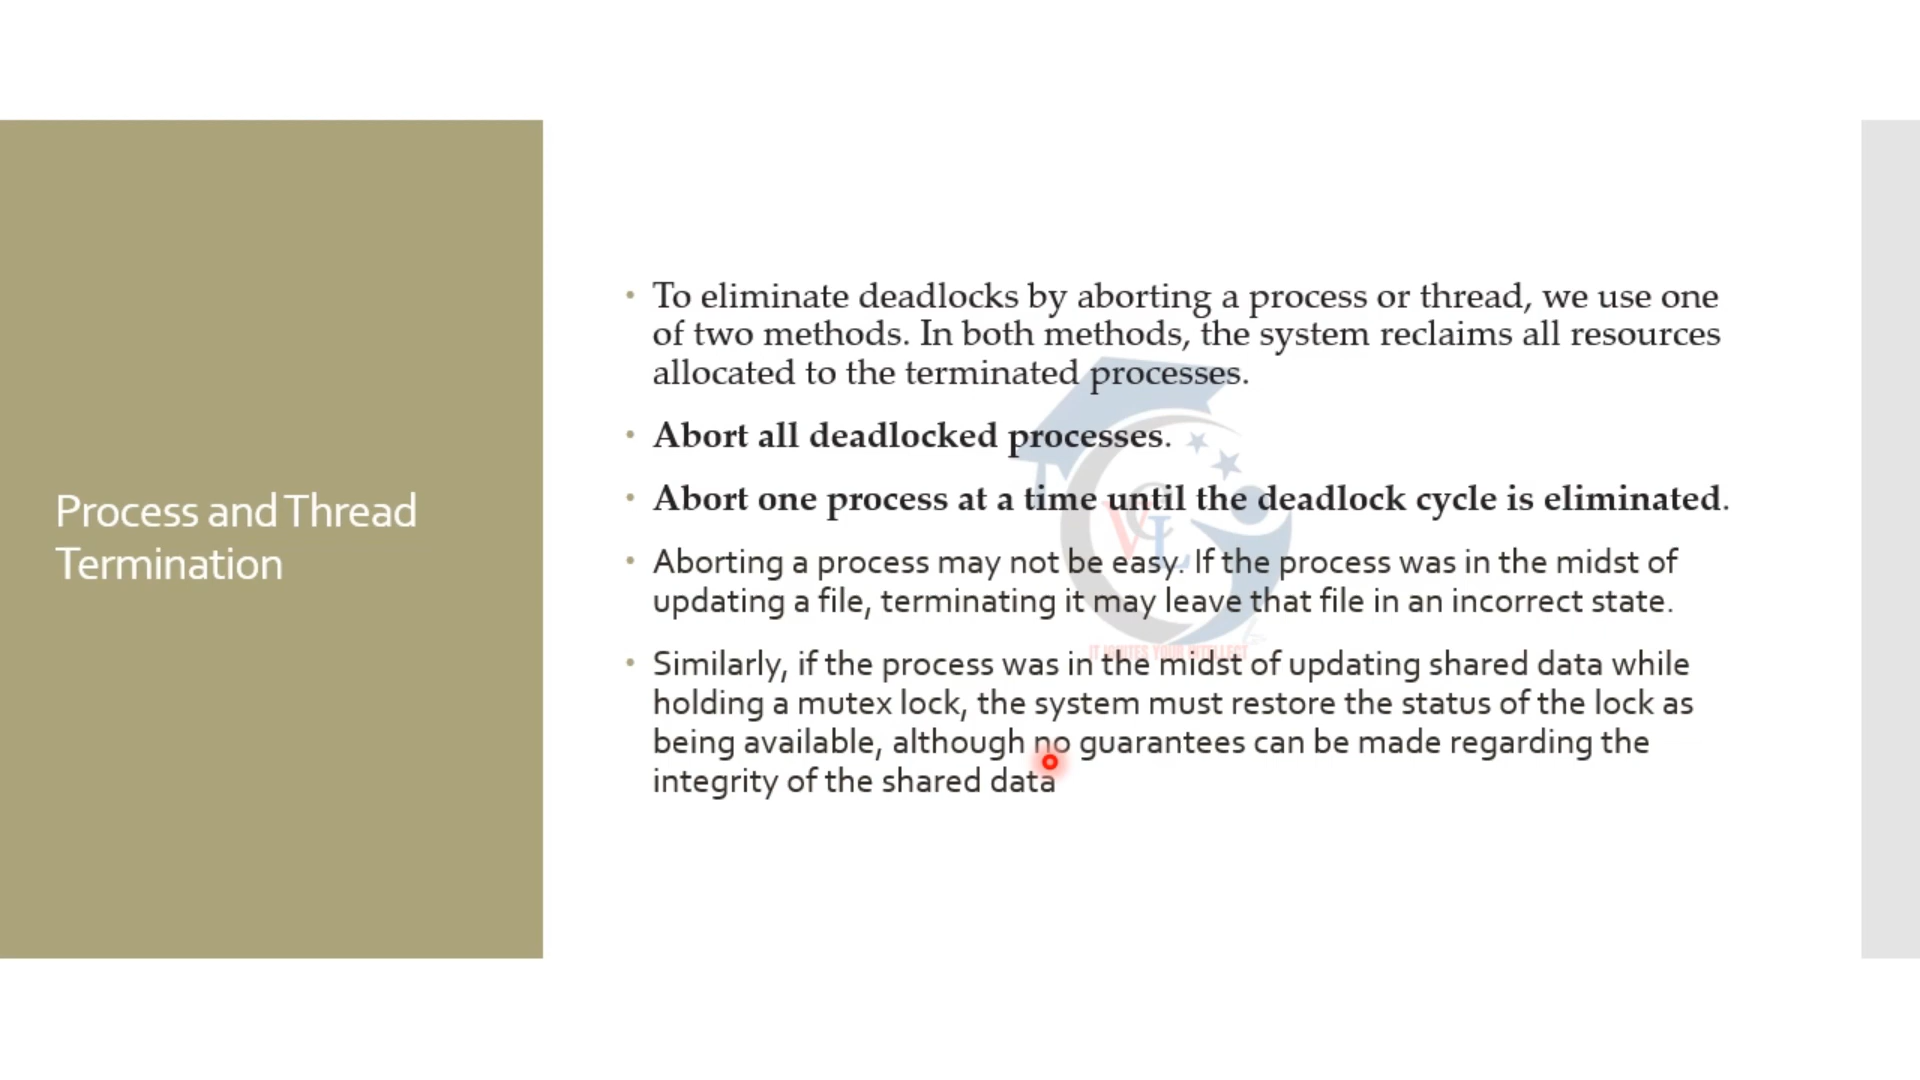 Process and Thread
Termination
• To eliminate deadlocks by aborting a process or thread, we use one
of two methods. In both methods, the system reclaims all resources
allocated to the terminated processes.
• Abort all deadlocked processes.
• Abort one process at a time until the deadlock cycle is eliminated.
• Aborting a process may not be easy. If the process was in the midst of
updating a file, terminating it may leave that file in an incorrect state.
• Similarly, if the process was in the midst of updating shared data while
holding a mutex lock, the system must restore the status of the lock as
being available, although no guarantees can be made regarding the
integrity of the shared data
VCL
IT IGNITES YOUR INTELLECT